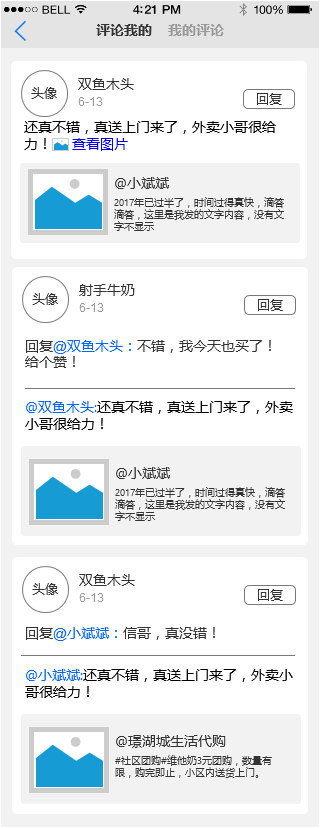 BELL 4:21 PM 100%
评论我的 我的评论
头像 双鱼木头
6-13 回复
还真不错，真送上门来了，外卖小哥很给
力！查看图片
@小斌斌
2017年已过半了，时间过得真快，滴答
滴答，这里是我发的文字内容，没有文
字不显示
头像 射手牛奶
6-13 回复
回复@双鱼木头：不错，我今天也买了！
给个赞！
@双鱼木头:还真不错，真送上门来了，外卖
小哥很给力！
@小斌斌
2017年已过半了，时间过得真快，滴答
滴答，这里是我发的文字内容，没有文
字不显示
头像 双鱼木头
6-13 回复
回复@小斌斌：信哥，真没错！
@小斌斌:还真不错，真送上门来了，外卖小
哥很给力！
@璟湖城生活代购
#社区团购#维他奶3元团购，数量有
限，购完即止，小区内送货上门。